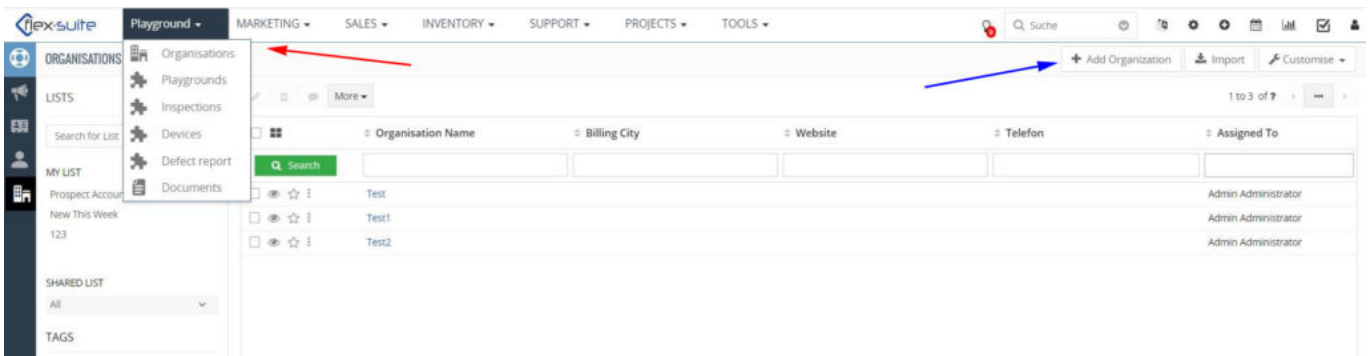 flex-suite
Playground
MARKETING
SALES
INVENTORY
SUPPORT
PROJECTS
TOOLS
Suche
ORGANISATIONS
Organisations
Playgrounds
Inspections
Devices
Defect report
Documents
+ Add Organization
Import
Customise
LISTS
More
1 to 3 of ?
Search for List
Organisation Name
Billing City
Website
Telefon
Assigned To
Search
MY LIST
Prospect Accoun
Test
Admin Administrator
New This Week
Test1
Admin Administrator
123
Test2
Admin Administrator
SHARED LIST
All
TAGS